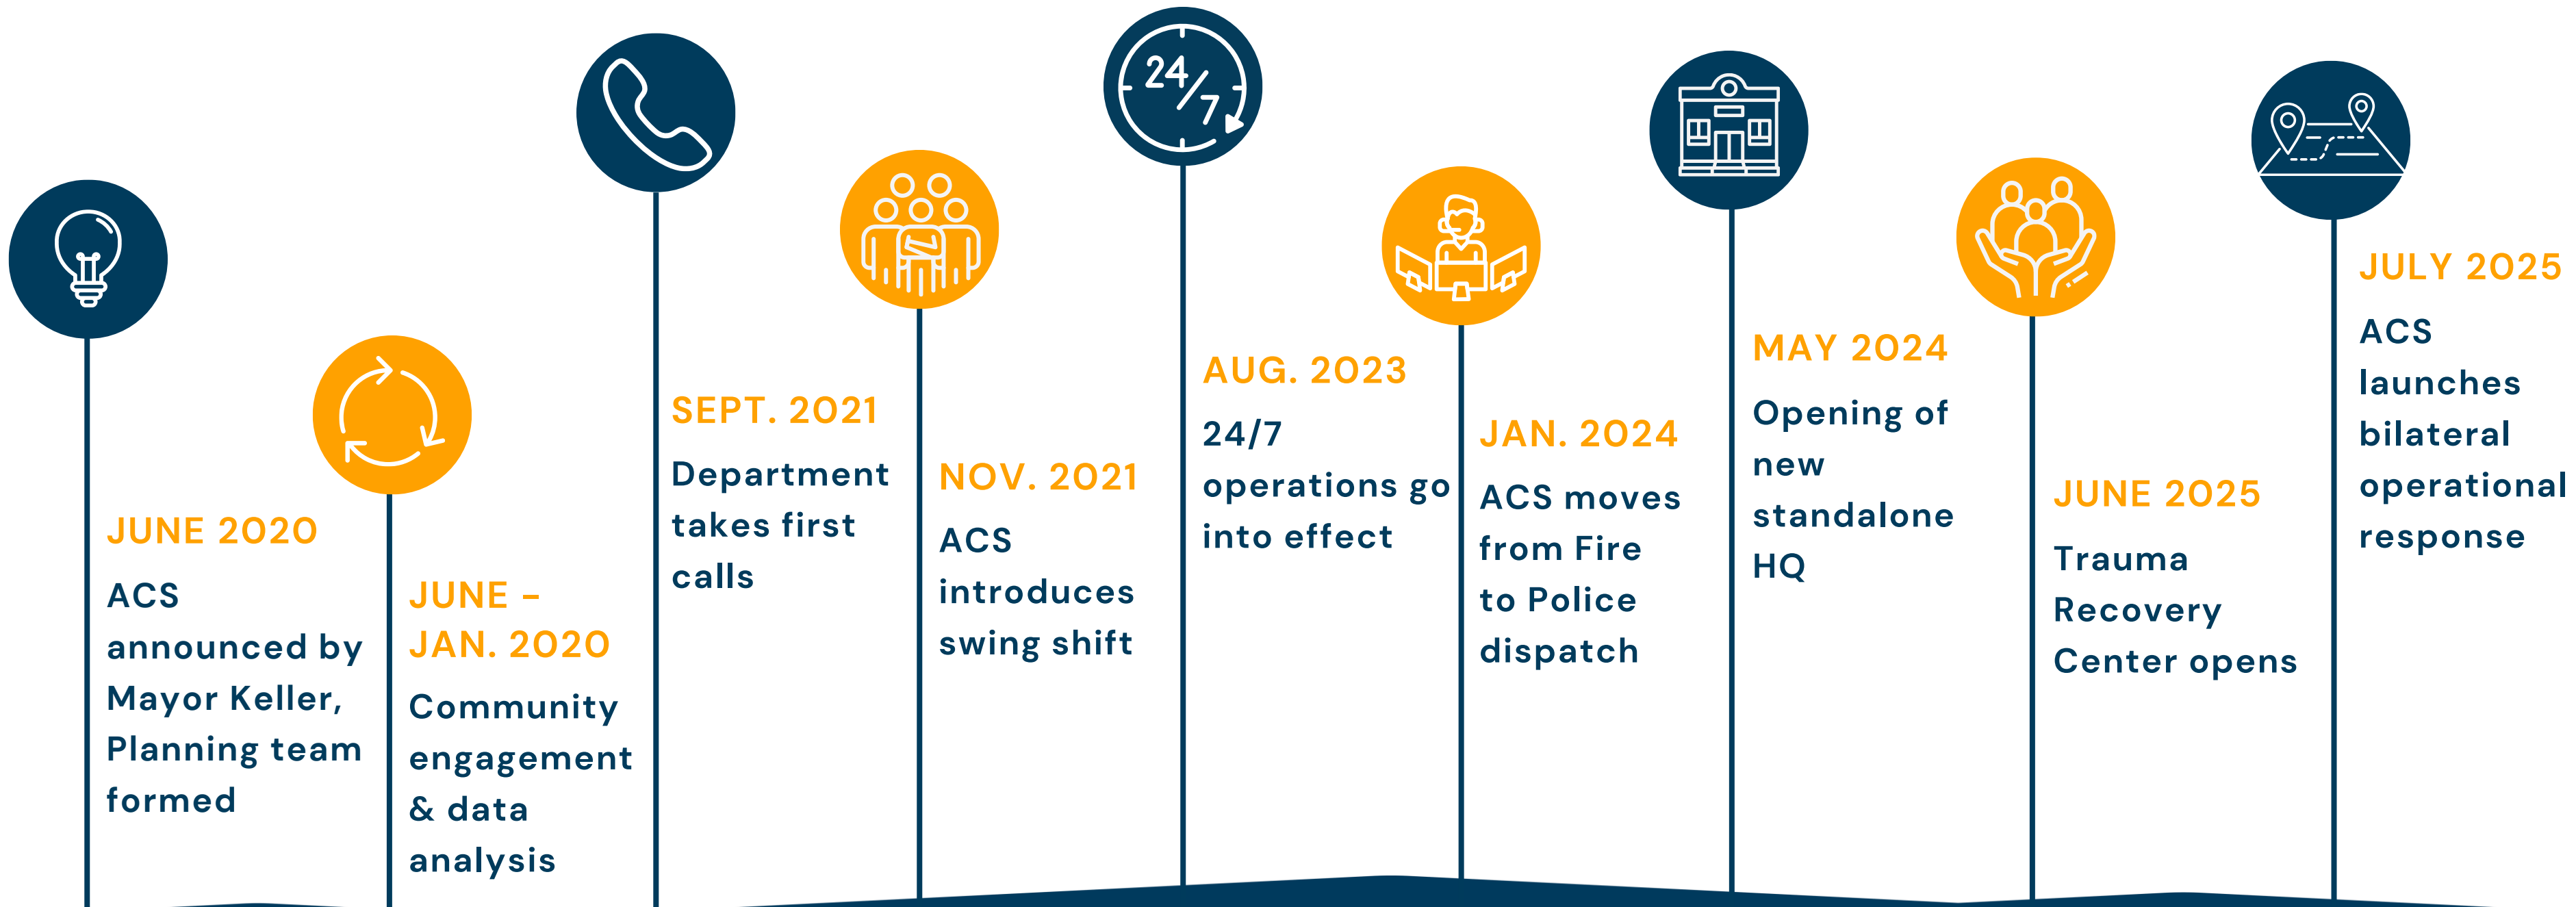 JUNE 2020
ACS
announced by
Mayor Keller,
Planning team
formed
JUNE -
JAN. 2020
Community
engagement
& data
analysis
SEPT. 2021
Department
takes first
calls
NOV. 2021
ACS
introduces
swing shift
24/7
AUG. 2023
24/7
operations go
into effect
JAN. 2024
ACS moves
from Fire
to Police
dispatch
MAY 2024
Opening of
new
standalone
HQ
JUNE 2025
Trauma
Recovery
Center opens
JULY 2025
ACS
launches
bilateral
operational
response